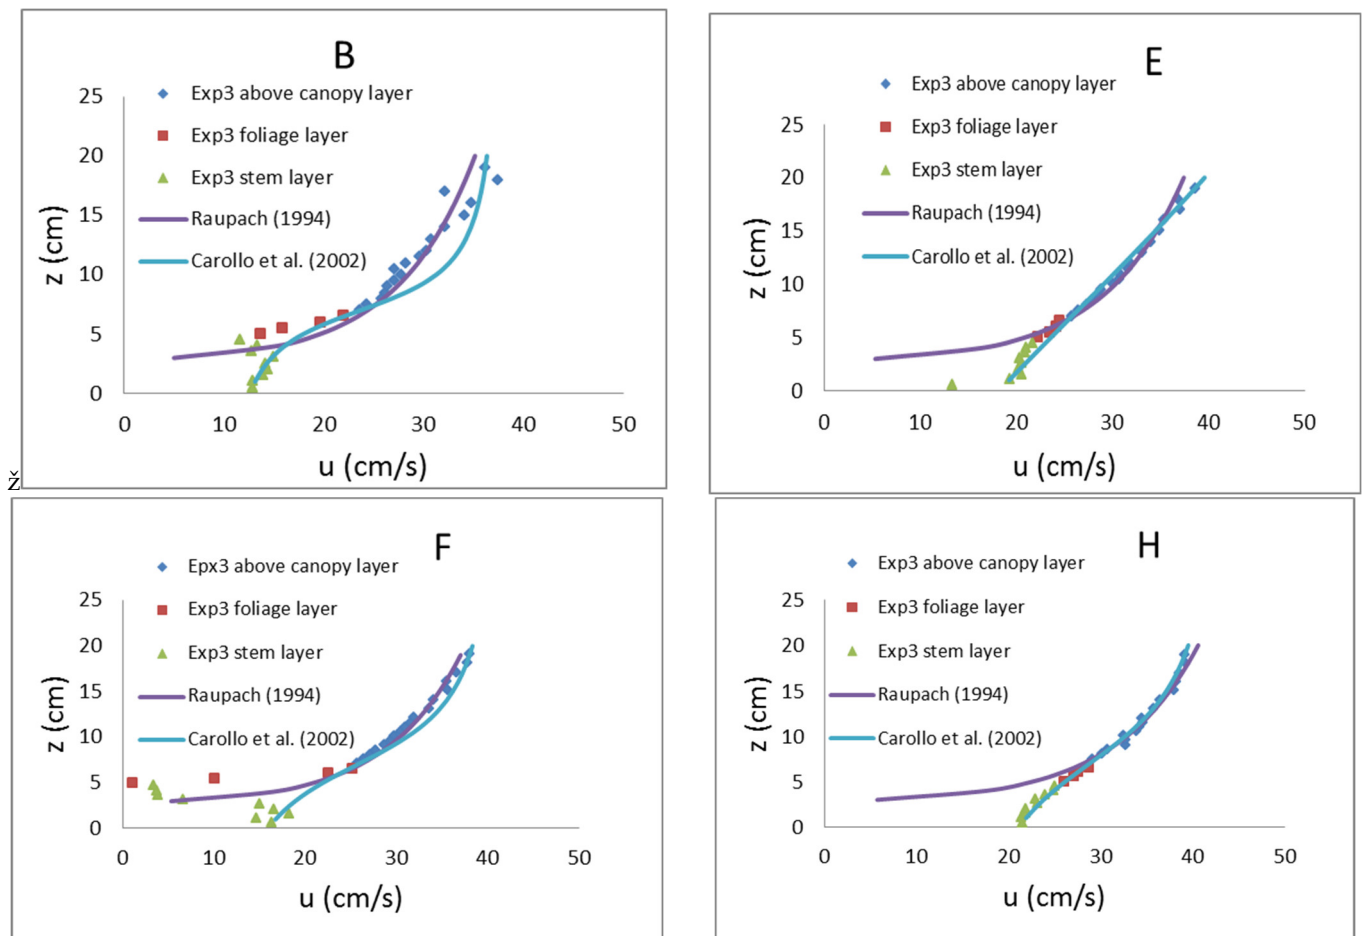 B
Exp3 above canopy layer
Exp3 foliage layer
Exp3 stem layer
Raupach (1994)
Carollo et al. (2002)
25
20
15
10
5
0
z (cm)
0 10 20 30 40 50
u (cm/s)
E
Exp3 above canopy layer
Exp3 foliage layer
Exp3 stem layer
Raupach (1994)
Carollo et al. (2002)
25
20
15
10
5
0
z (cm)
0 10 20 30 40 50
u (cm/s)
ž
F
Epx3 above canopy layer
Exp3 foliage layer
Exp3 stem layer
Raupach (1994)
Carollo et al. (2002)
25
20
15
10
5
0
z (cm)
0 10 20 30 40 50
u (cm/s)
H
Exp3 above canopy layer
Exp3 foliage layer
Exp3 stem layer
Raupach (1994)
Carollo et al. (2002)
25
20
15
10
5
0
z (cm)
0 10 20 30 40 50
u (cm/s)